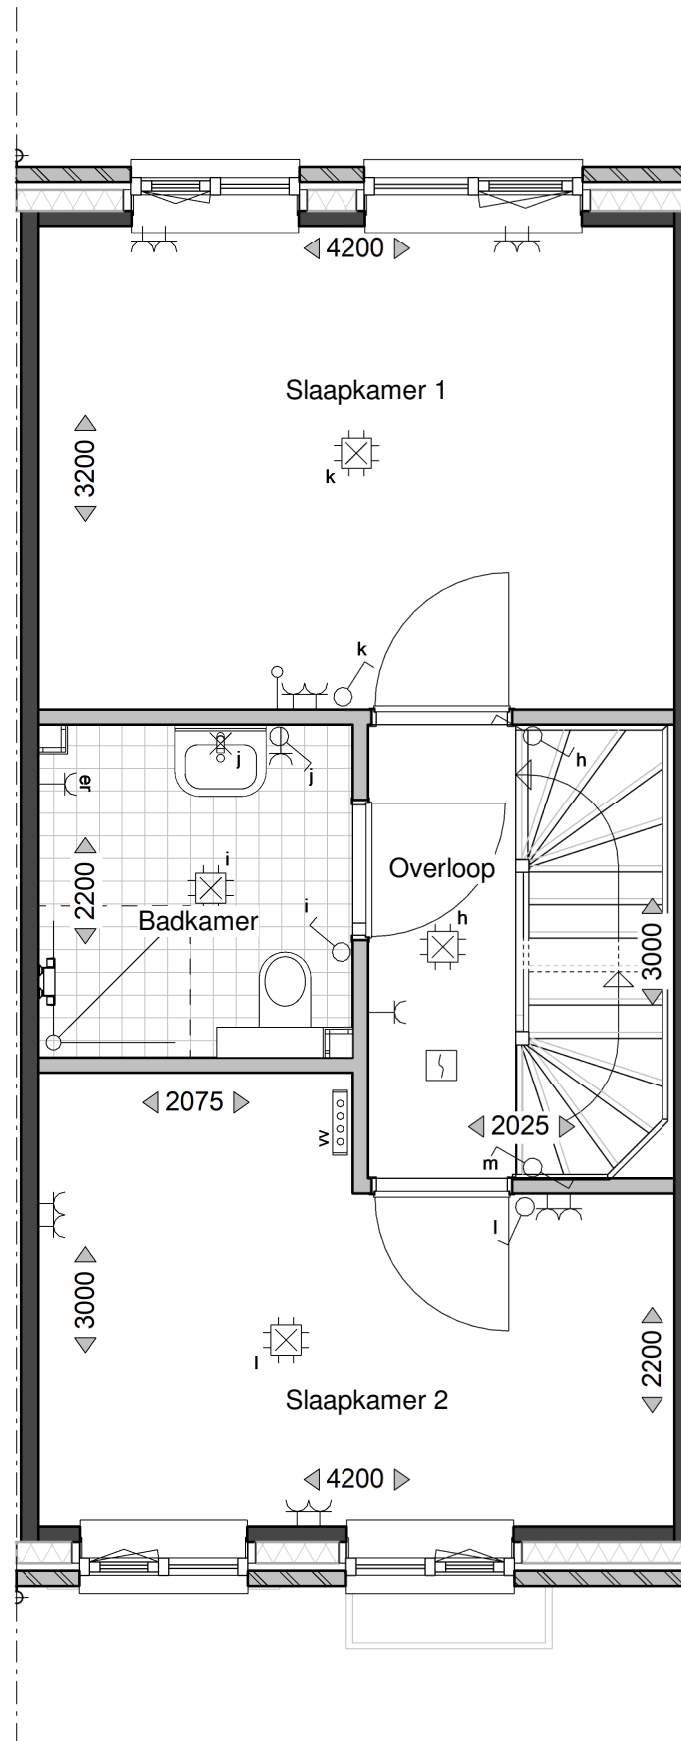 4200
Slaapkamer 1
3200
k
k
h
j
j
er
i
2200
Overloop
i
Badkamer
h
3000
2075
vv
2025
m
l
3000
2200
l
Slaapkamer 2
4200